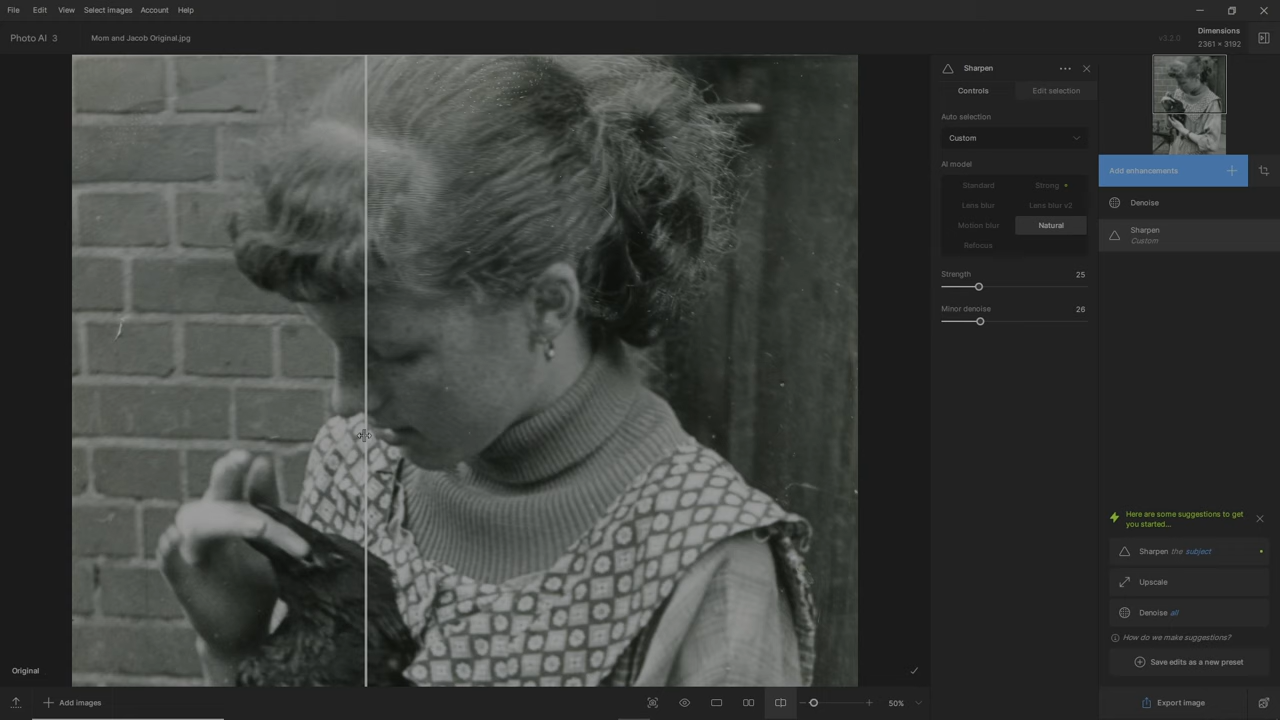 File Edit View Select images Account Help
Photo AI 3 Mom and Jacob Original.jpg v3.2.0 Dimensions
2361 × 3192
Sharpen
Controls Edit selection
Auto selection
Custom
AI model
Standard Strong
Lens blur Lens blur v2
Motion blur Natural
Refocus
Strength 25
Minor denoise 26
Add enhancements
Denoise
Sharpen
Custom
Here are some suggestions to get
you started...
Sharpen the subject
Upscale
Denoise all
How do we make suggestions?
Save edits as a new preset
Original
Add images 50% Export image